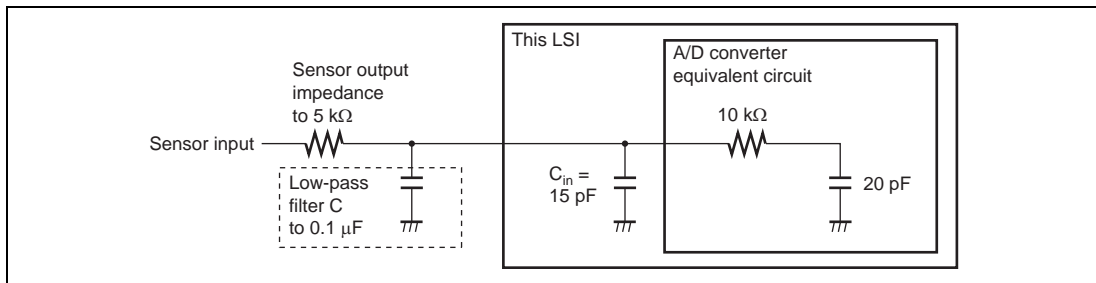 This LSI
A/D converter
equivalent circuit
Sensor output
impedance
to 5 kΩ
10 kΩ
Sensor input
Low-pass
filter C
to 0.1 μF
C_in =
15 pF
20 pF